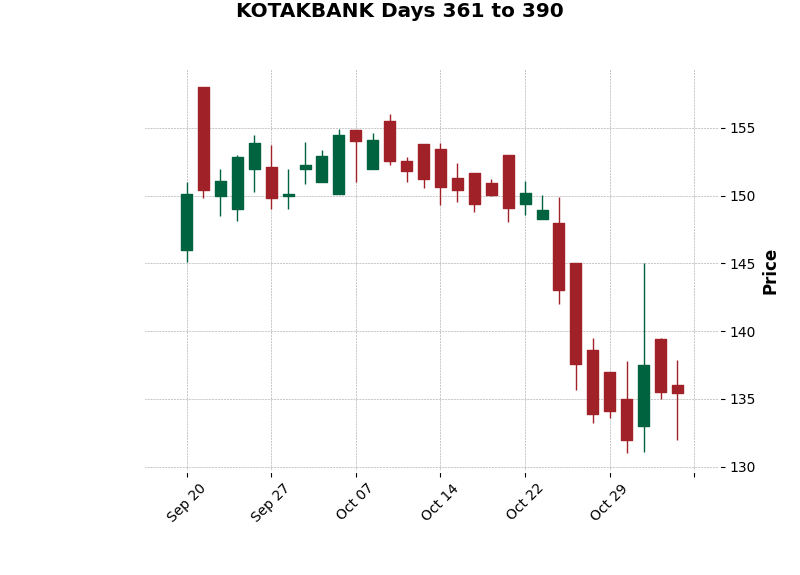 KOTAKBANK Days 361 to 390
155
150
145
140
135
130
Price
Sep 20
Sep 27
Oct 07
Oct 14
Oct 22
Oct 29